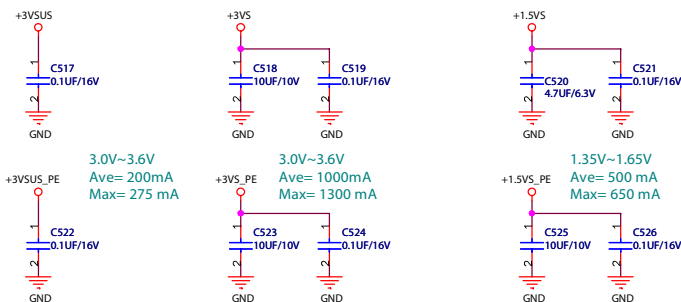 +3VSUS
1
C517
0.1UF/16V
2
GND
+3VS
1
C518
10UF/10V
2
GND
1
C519
0.1UF/16V
2
GND
+1.5VS
1
C520
4.7UF/6.3V
2
GND
1
C521
0.1UF/16V
2
GND
3.0V~3.6V
Ave= 200mA
Max= 275 mA
3.0V~3.6V
Ave= 1000mA
Max= 1300 mA
1.35V~1.65V
Ave= 500 mA
Max= 650 mA
+3VSUS_PE
1
C522
0.1UF/16V
2
GND
+3VS_PE
1
C523
10UF/10V
2
GND
1
C524
0.1UF/16V
2
GND
+1.5VS_PE
1
C525
10UF/10V
2
GND
1
C526
0.1UF/16V
2
GND